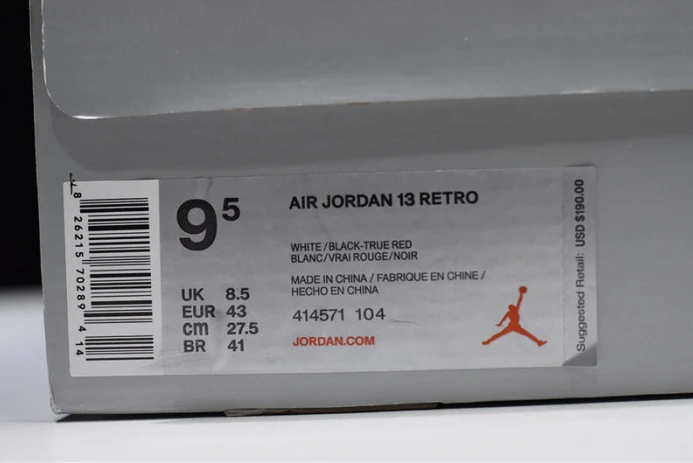 8 26215 70289 4 14
9⁵
UK 8.5
EUR 43
CM 27.5
BR 41
AIR JORDAN 13 RETRO
WHITE/BLACK-TRUE RED
BLANC/VRAI ROUGE/NOIR
MADE IN CHINA / FABRIQUE EN CHINE /
HECHO EN CHINA
414571 104
JORDAN.COM
Suggested Retail: USD $190.00